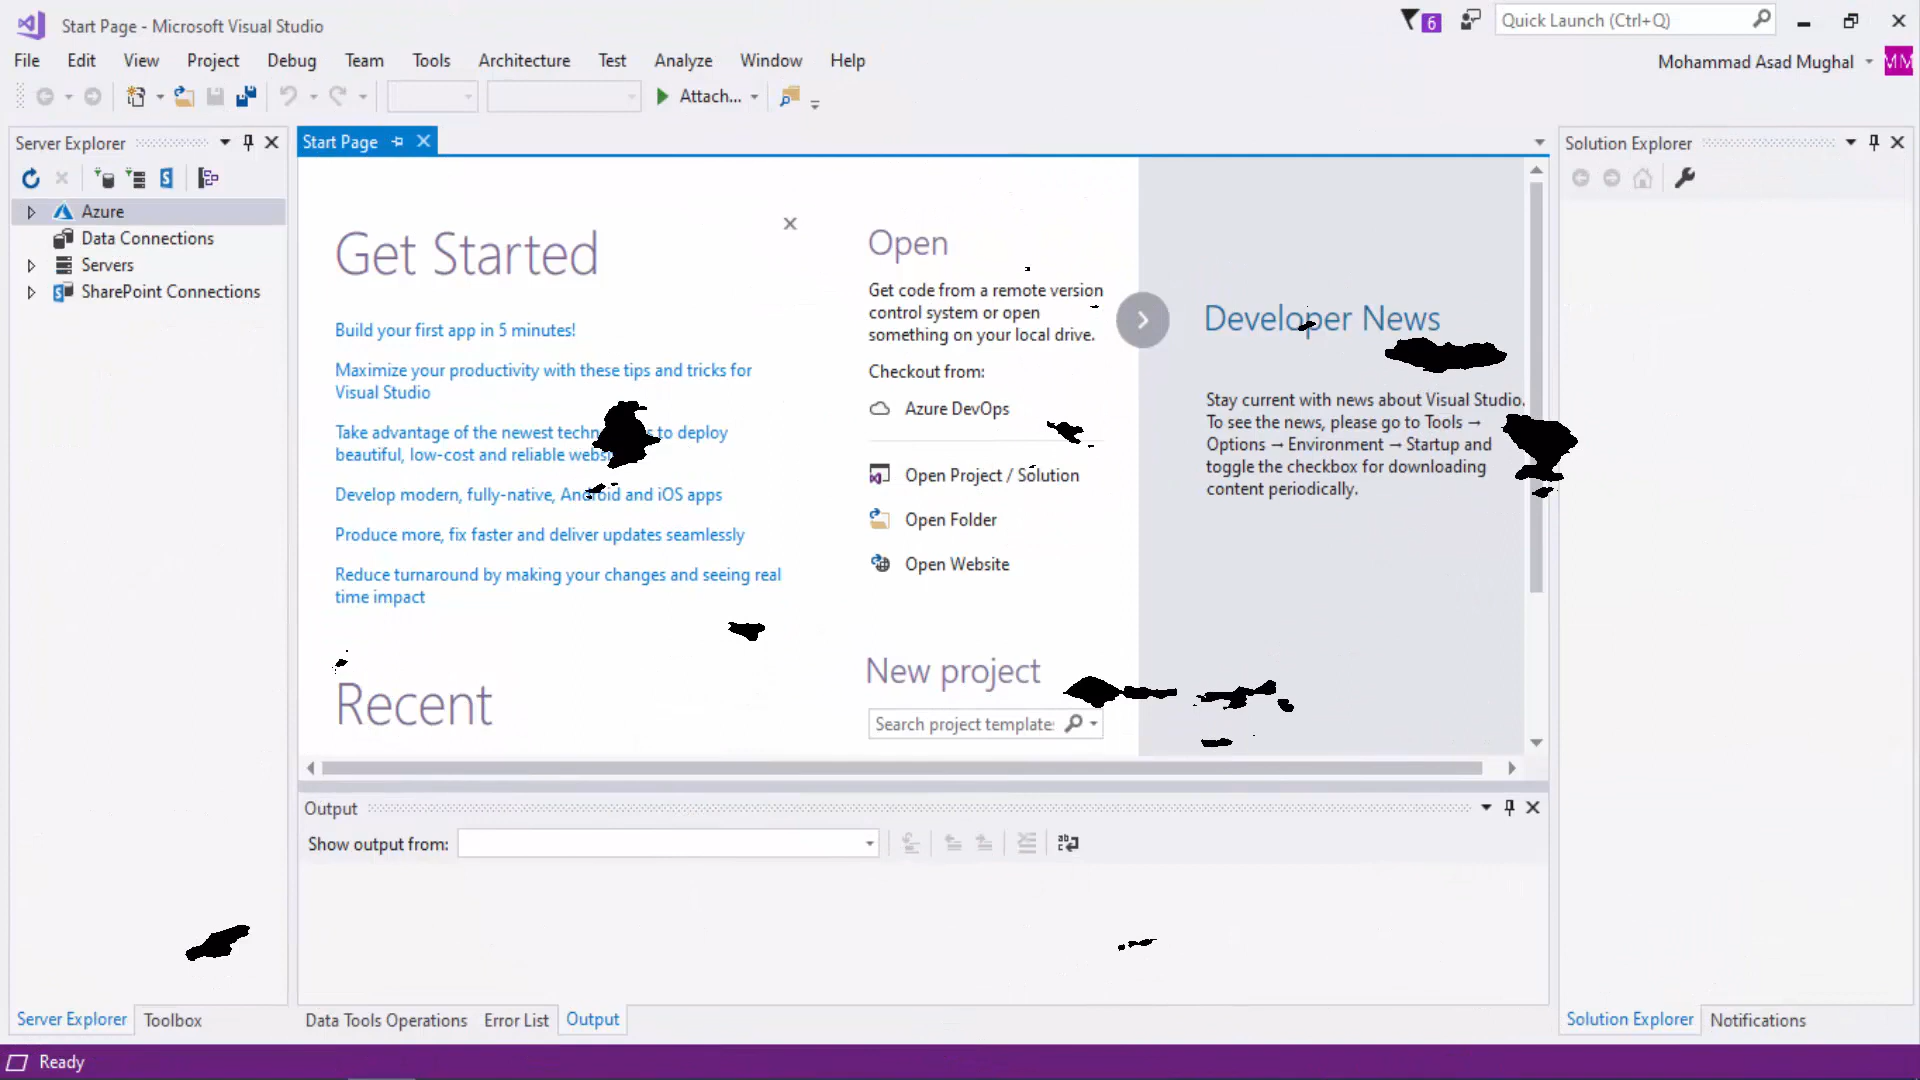 Start Page - Microsoft Visual Studio
6
Quick Launch (Ctrl+Q)
File Edit View Project Debug Team Tools Architecture Test Analyze Window Help
Mohammad Asad Mughal MM
Attach...
Server Explorer
Start Page
Solution Explorer
Azure
Data Connections
Servers
SharePoint Connections
Get Started
Build your first app in 5 minutes!
Maximize your productivity with these tips and tricks for
Visual Studio
Take advantage of the newest to deploy
beautiful, low-cost and reliable
Develop modern, fully-native, Android and iOS apps
Produce more, fix faster and deliver updates seamlessly
Reduce turnaround by making your changes and seeing real
time impact
Recent
Open
Get code from a remote version
control system or open
something on your local drive.
Checkout from:
Azure DevOps
Open Project / Solution
Open Folder
Open Website
New project
Search project templates
Developer News
Stay current with news about Visual Studio.
To see the news, please go to Tools →
Options → Environment → Startup and
toggle the checkbox for downloading
content periodically.
Output
Show output from:
Server Explorer Toolbox
Data Tools Operations Error List Output
Solution Explorer Notifications
Ready